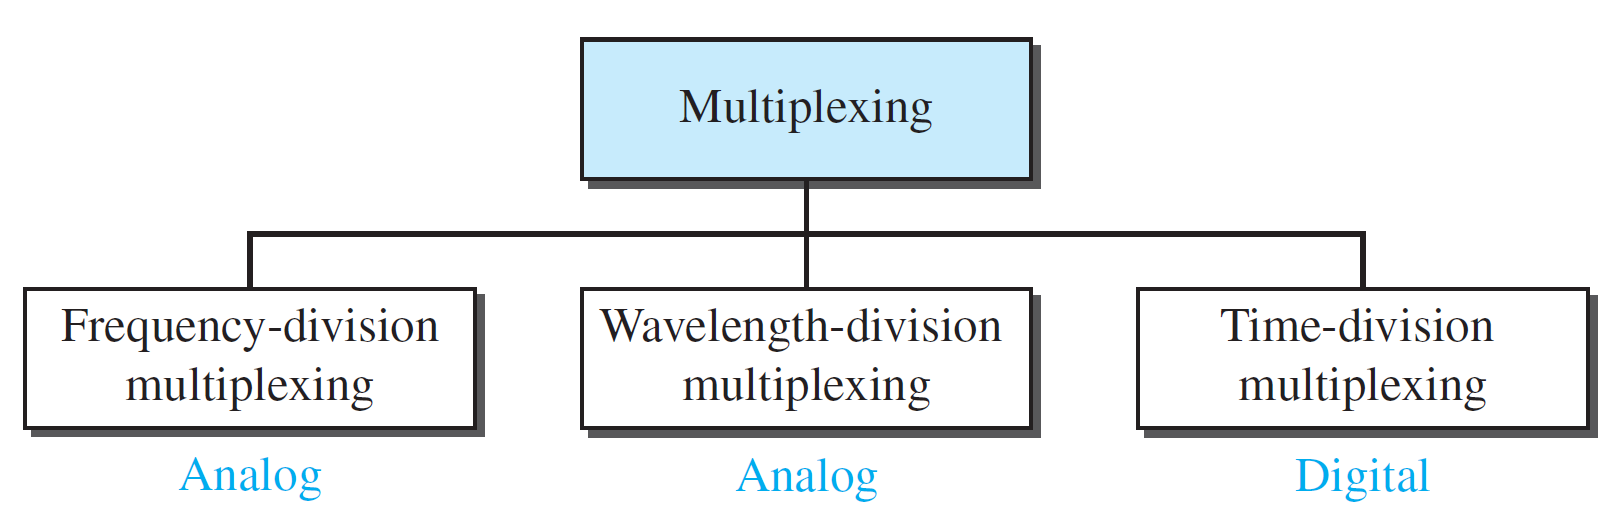 Multiplexing
Frequency-division
multiplexing
Wavelength-division
multiplexing
Time-division
multiplexing
Analog
Analog
Digital